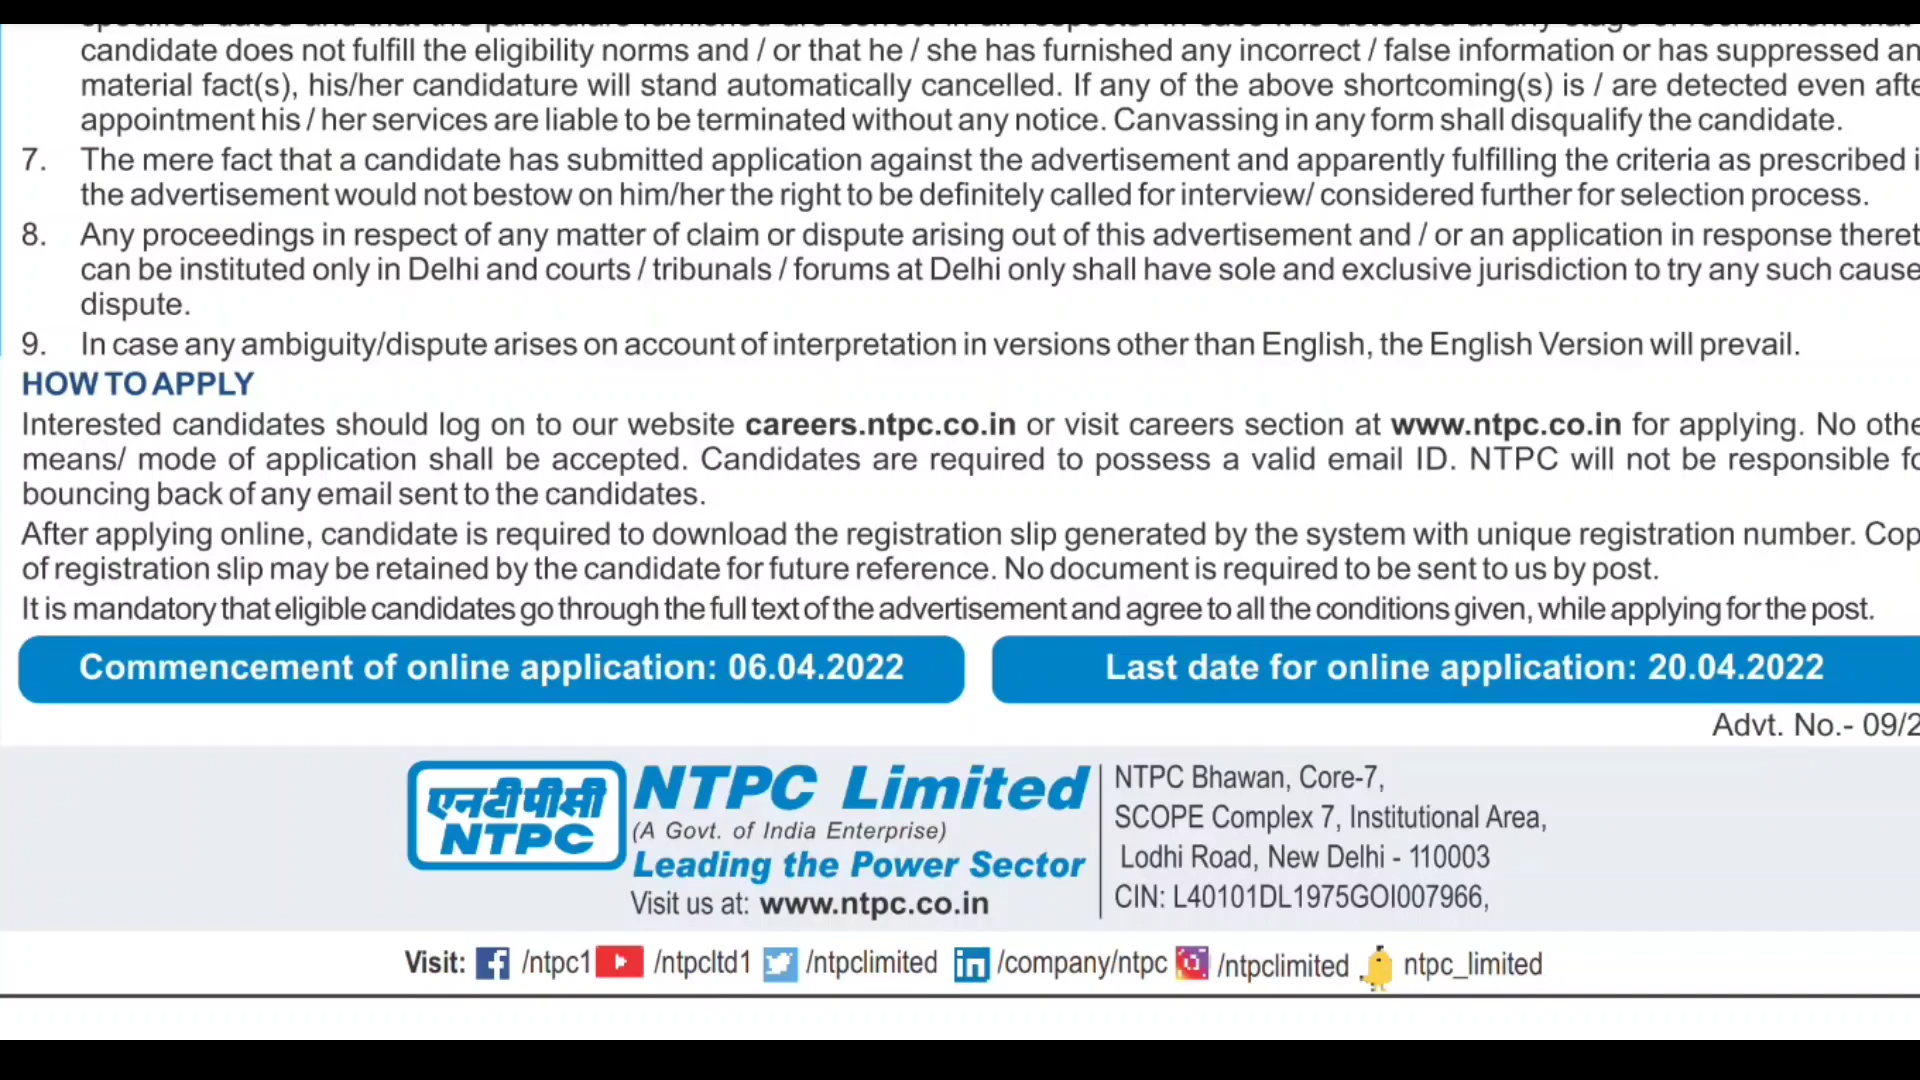 candidate does not fulfill the eligibility norms and / or that he / she has furnished any incorrect / false information or has suppressed an
material fact(s), his/her candidature will stand automatically cancelled. If any of the above shortcoming(s) is / are detected even afte
appointment his / her services are liable to be terminated without any notice. Canvassing in any form shall disqualify the candidate.
7. The mere fact that a candidate has submitted application against the advertisement and apparently fulfilling the criteria as prescribed i
the advertisement would not bestow on him/her the right to be definitely called for interview/ considered further for selection process.
8. Any proceedings in respect of any matter of claim or dispute arising out of this advertisement and / or an application in response theret
can be instituted only in Delhi and courts / tribunals / forums at Delhi only shall have sole and exclusive jurisdiction to try any such cause
dispute.
9. In case any ambiguity/dispute arises on account of interpretation in versions other than English, the English Version will prevail.
HOW TO APPLY
Interested candidates should log on to our website careers.ntpc.co.in or visit careers section at www.ntpc.co.in for applying. No othe
means/ mode of application shall be accepted. Candidates are required to possess a valid email ID. NTPC will not be responsible fo
bouncing back of any email sent to the candidates.
After applying online, candidate is required to download the registration slip generated by the system with unique registration number. Cop
of registration slip may be retained by the candidate for future reference. No document is required to be sent to us by post.
It is mandatory that eligible candidates go through the full text of the advertisement and agree to all the conditions given, while applying for the post.
Commencement of online application: 06.04.2022
Last date for online application: 20.04.2022
Advt. No.- 09/2
एनटीपीसी
NTPC
NTPC Limited
(A Govt. of India Enterprise)
Leading the Power Sector
Visit us at: www.ntpc.co.in
NTPC Bhawan, Core-7,
SCOPE Complex 7, Institutional Area,
Lodhi Road, New Delhi - 110003
CIN: L40101DL1975GOI007966,
Visit: /ntpc1 /ntpcltd1 /ntpclimited /company/ntpc /ntpclimited ntpc_limited